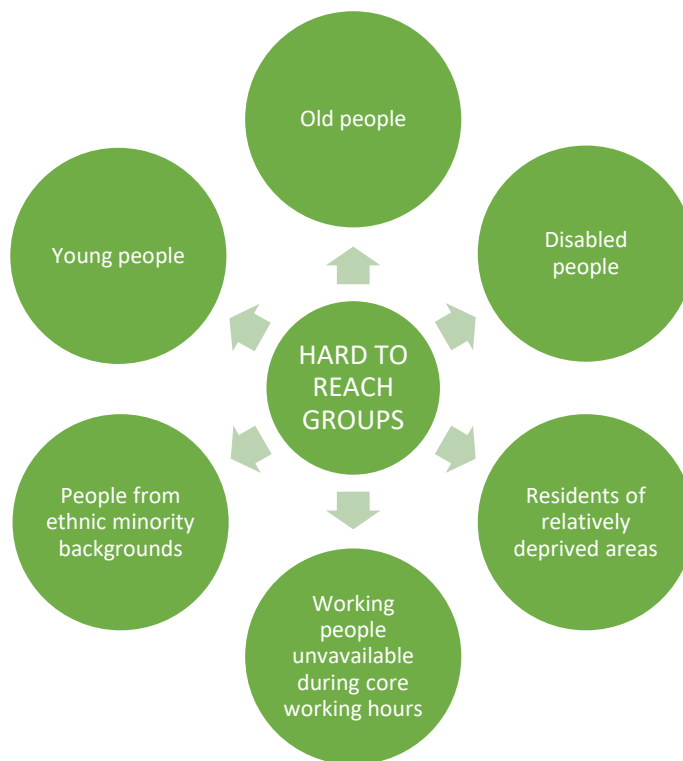 Old people
Disabled
people
Young people
HARD TO
REACH
GROUPS
People from
ethnic minority
backgrounds
Residents of
relatively
deprived areas
Working
people
unvavailable
during core
working hours